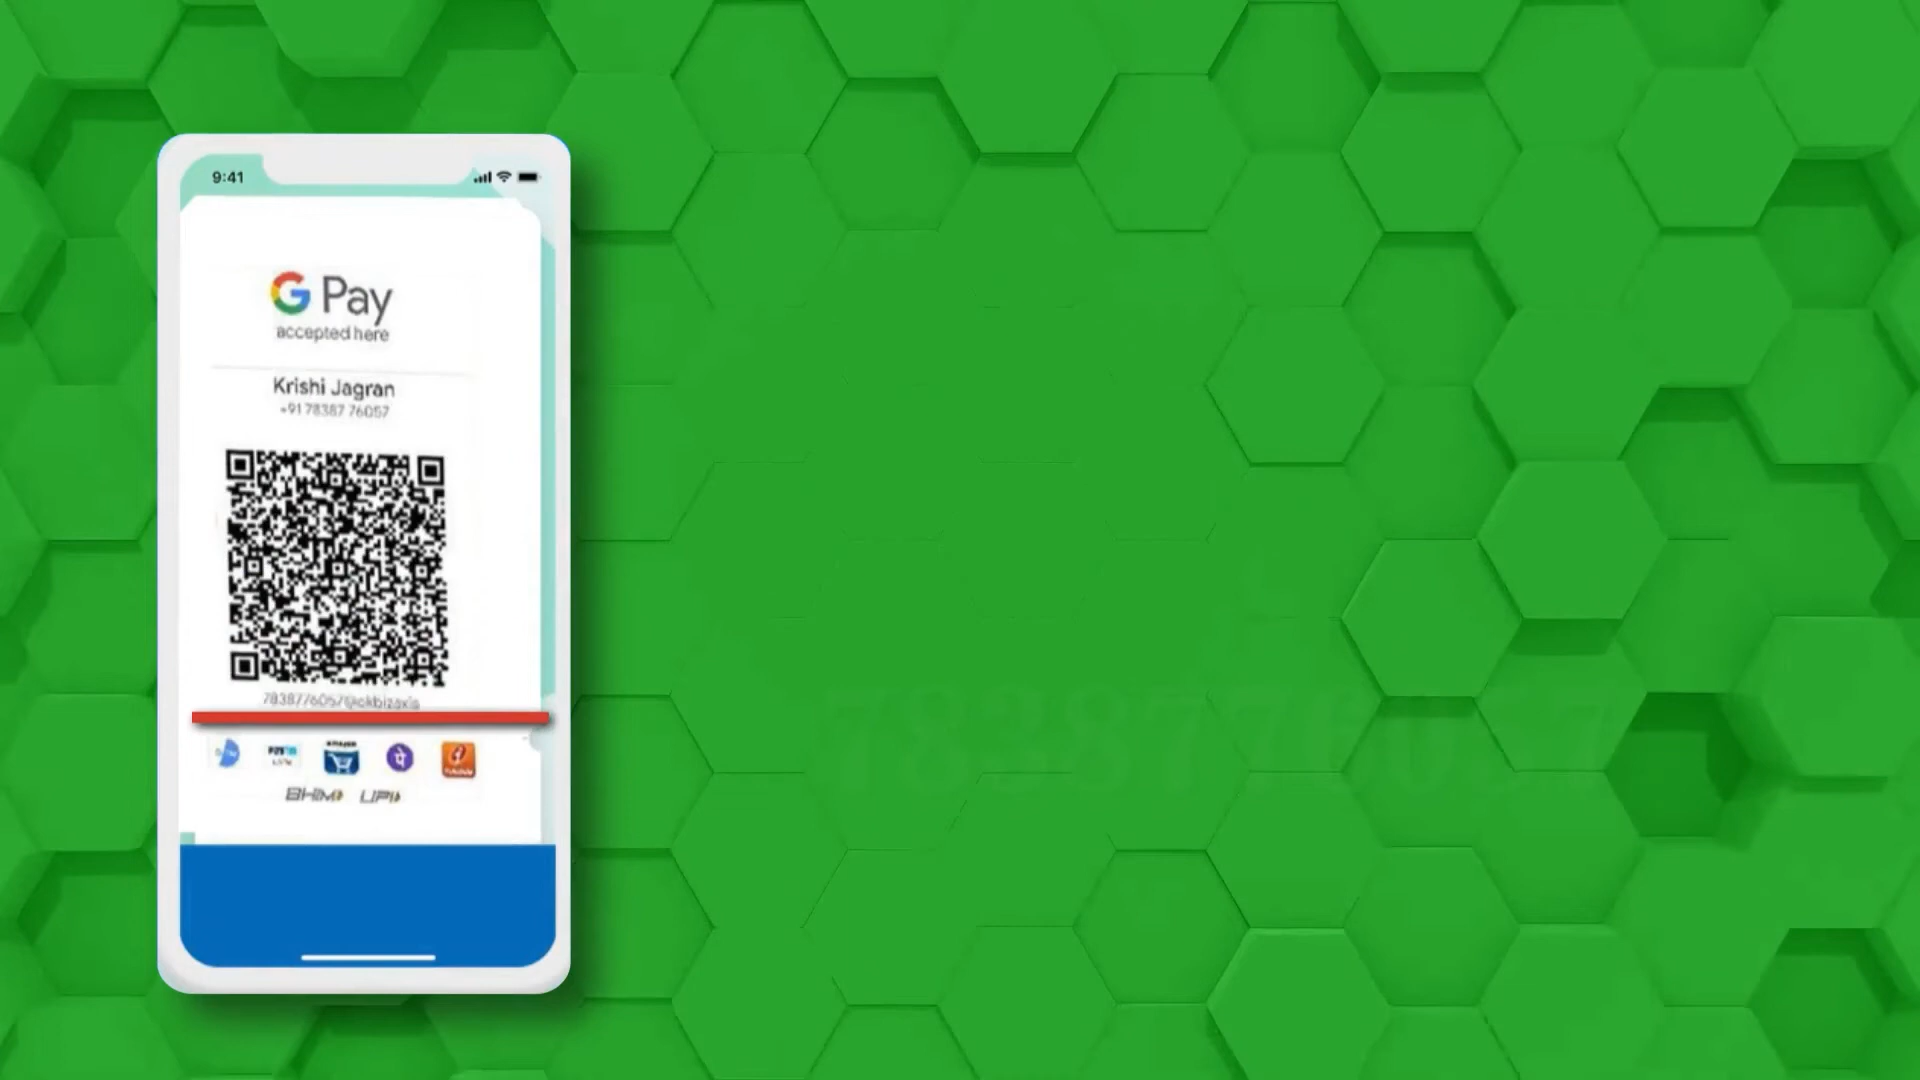 9:41
G Pay
accepted here
Krishi Jagran
+91 78387 76057
7838776057@okbizaxis
BHIM UPI